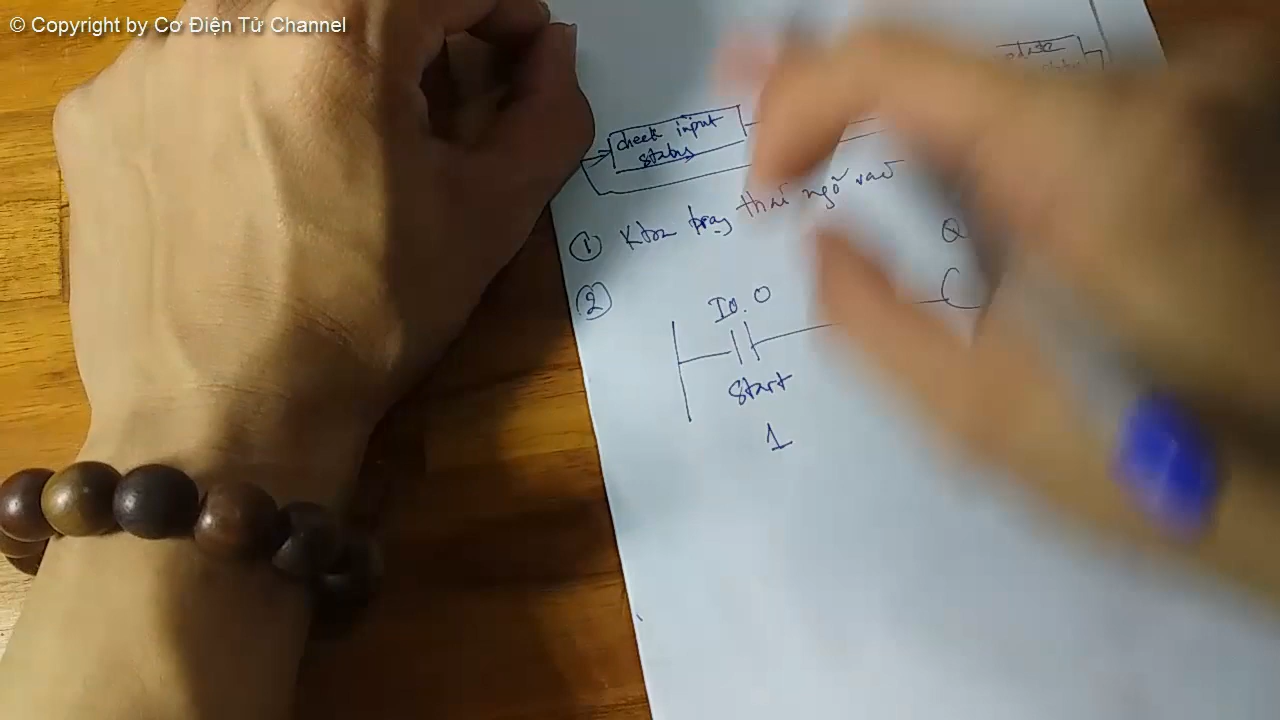 © Copyright by Cơ Điện Tử Channel
check input
status
① Ktra trạng thái ngõ vào
Q
② I0.0
Start
1